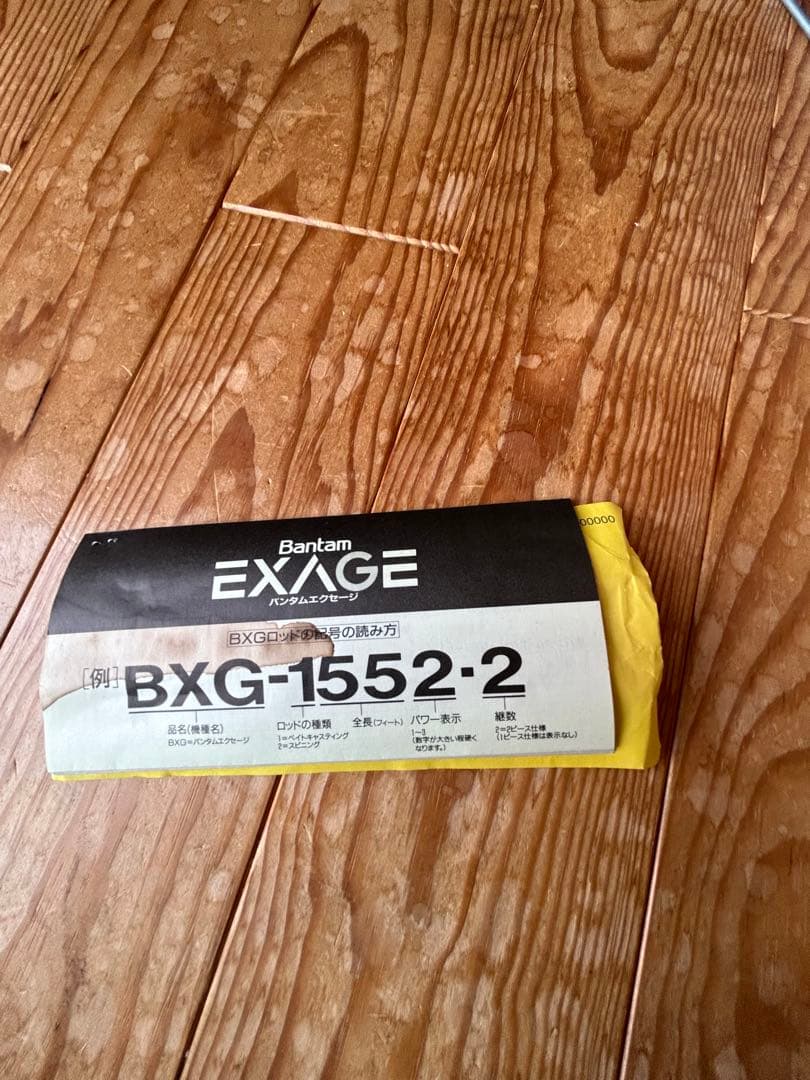 Bantam
EXAGE
バンタムエクセージ
00000
BXGロッドの記号の読み方
[例] BXG-1552・2
品名(機種名)
BXG=バンタムエクセージ
ロッドの種類
1=ベイトキャスティング
2=スピニング
全長(フィート)
パワー表示
1〜3
(数字が大きい程硬く
なります。)
継数
2=2ピース仕様
(1ピース仕様は表示なし)